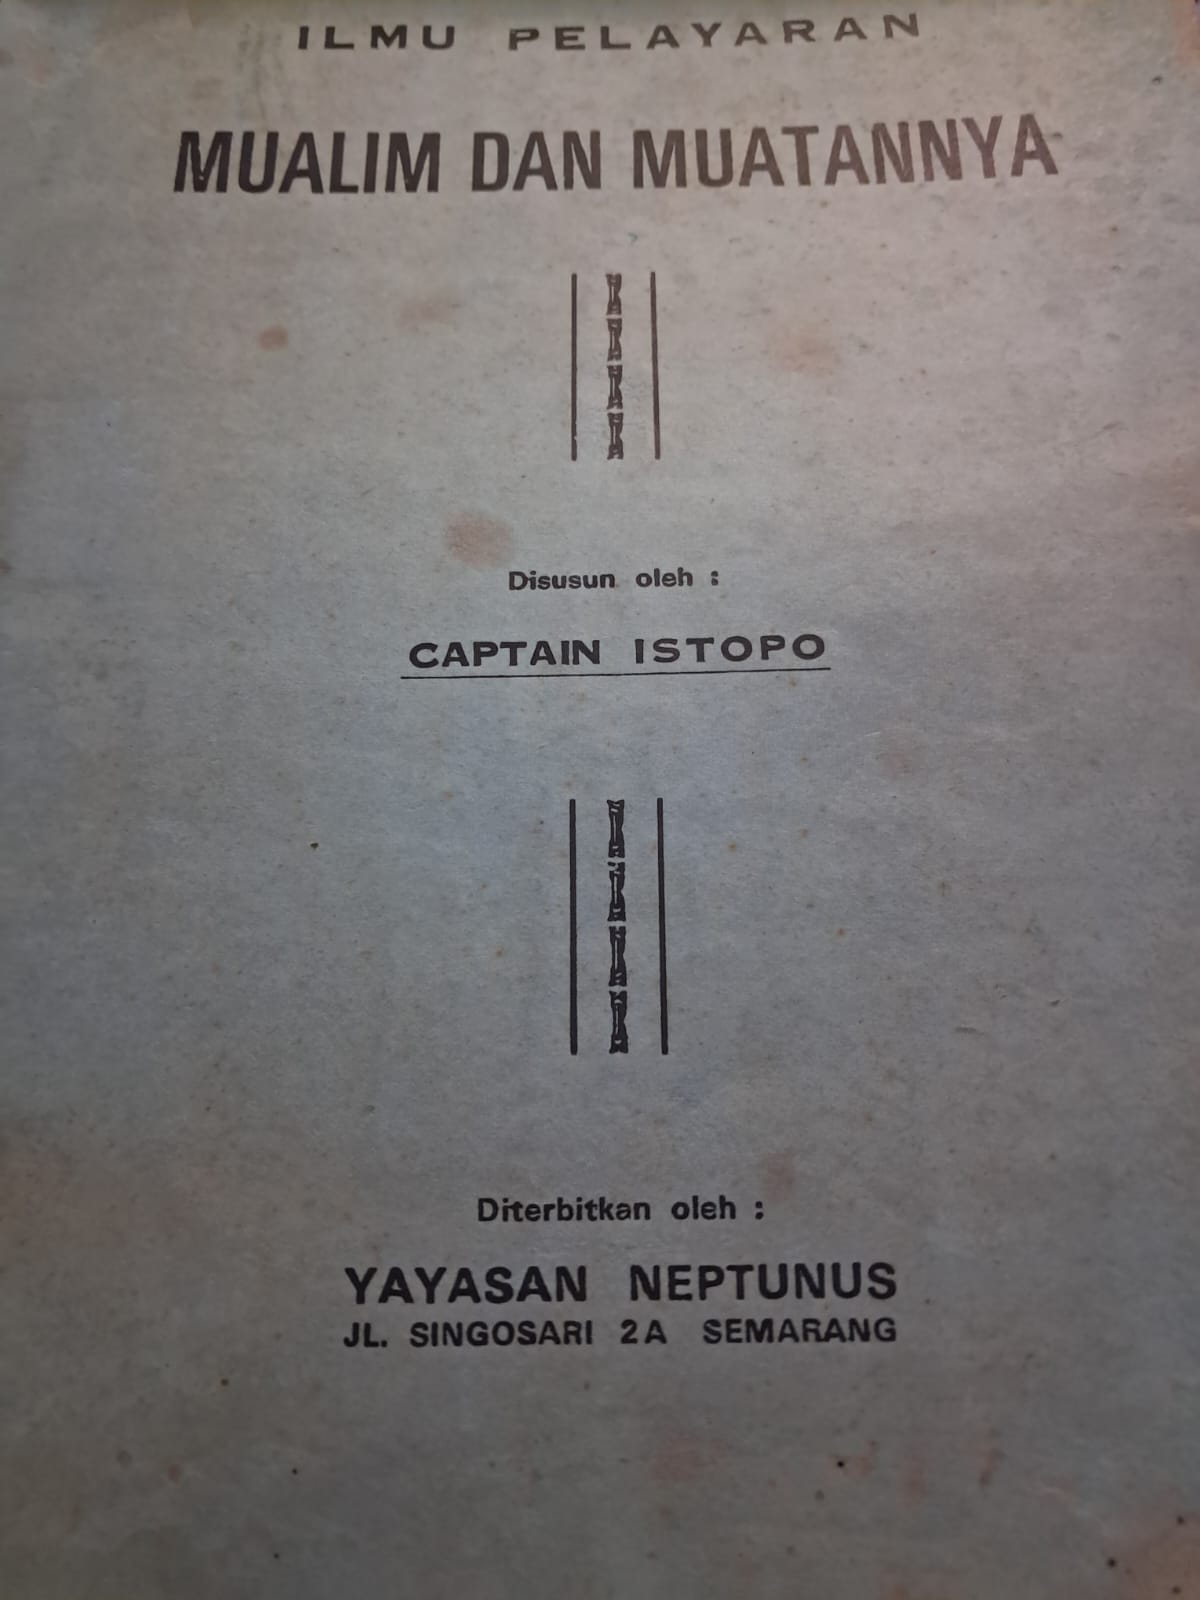 ILMU PELAYARAN
MUALIM DAN MUATANNYA
Disusun oleh :
CAPTAIN ISTOPO
Diterbitkan oleh :
YAYASAN NEPTUNUS
JL. SINGOSARI 2A SEMARANG